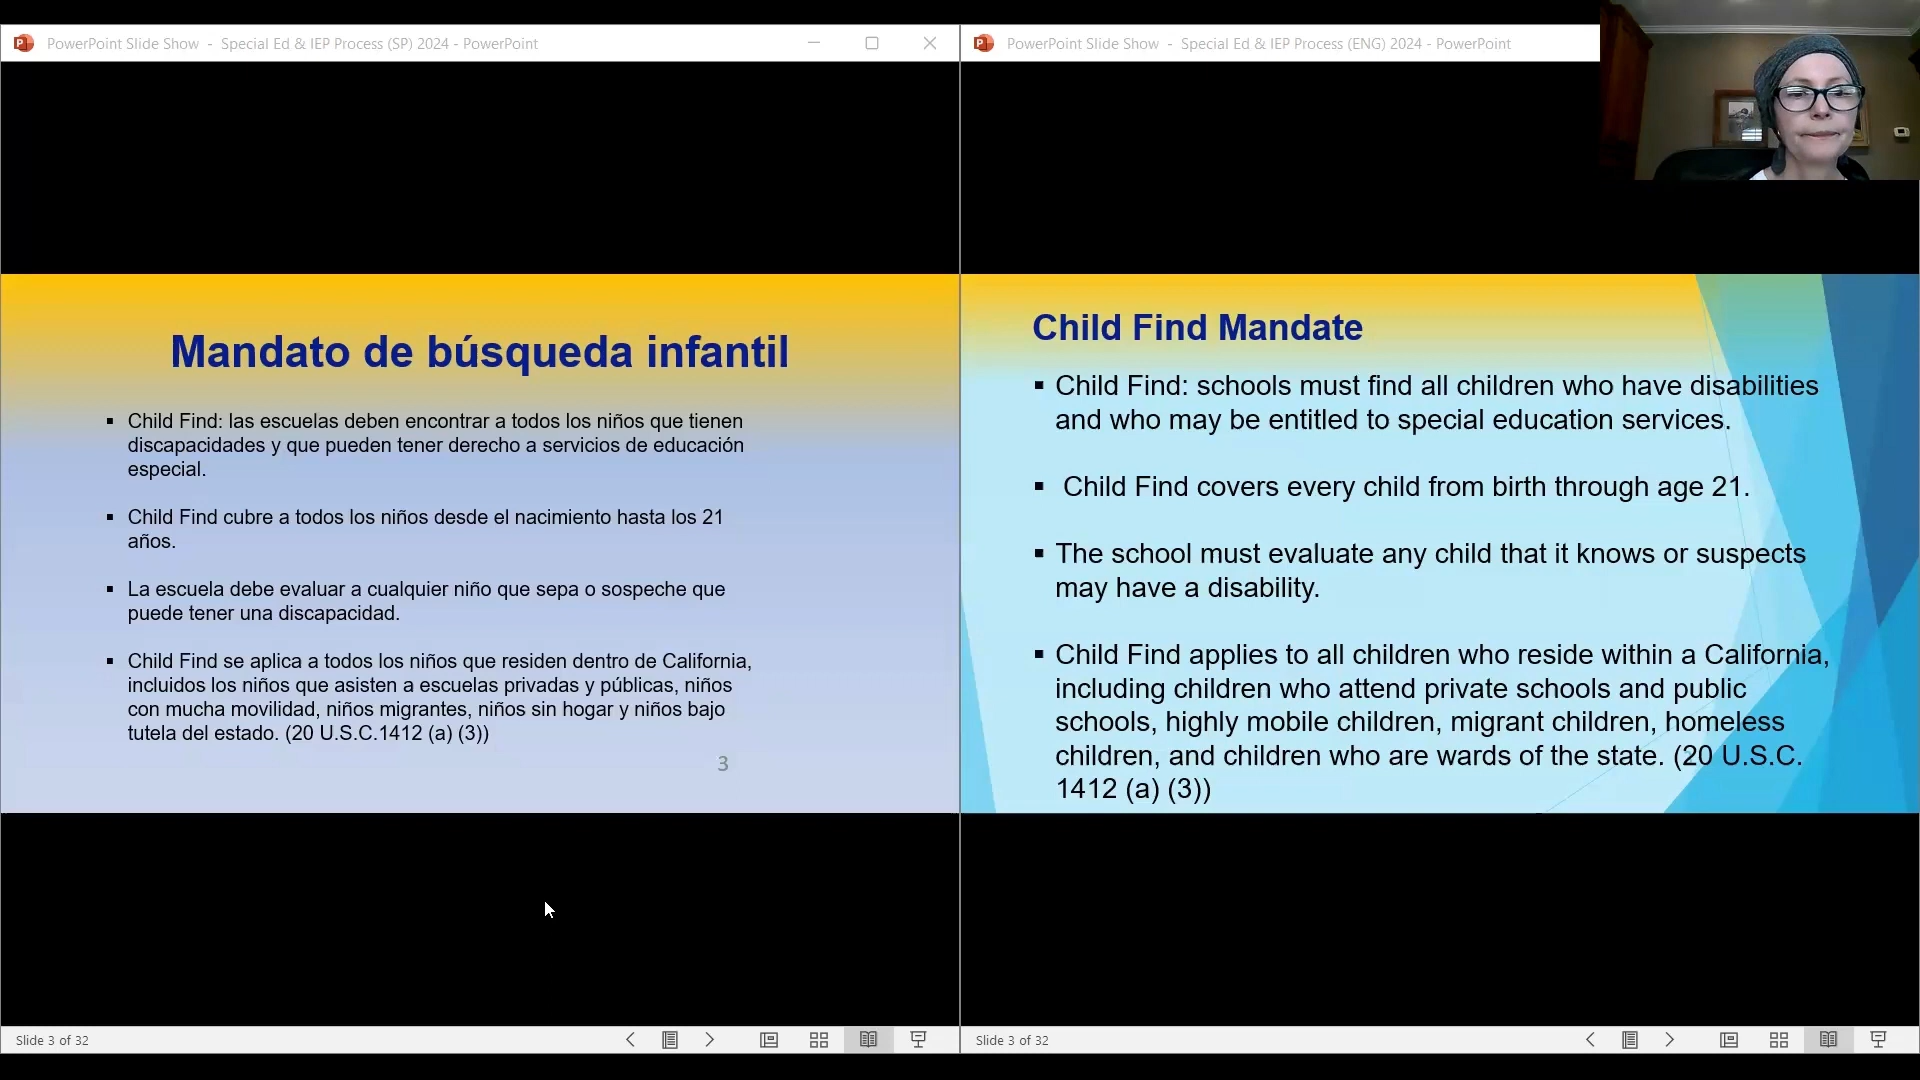 PowerPoint Slide Show - Special Ed & IEP Process (SP) 2024 - PowerPoint
Mandato de búsqueda infantil
▪ Child Find: las escuelas deben encontrar a todos los niños que tienen
discapacidades y que pueden tener derecho a servicios de educación
especial.
▪ Child Find cubre a todos los niños desde el nacimiento hasta los 21
años.
▪ La escuela debe evaluar a cualquier niño que sepa o sospeche que
puede tener una discapacidad.
▪ Child Find se aplica a todos los niños que residen dentro de California,
incluidos los niños que asisten a escuelas privadas y públicas, niños
con mucha movilidad, niños migrantes, niños sin hogar y niños bajo
tutela del estado. (20 U.S.C.1412 (a) (3))
3
Slide 3 of 32
PowerPoint Slide Show - Special Ed & IEP Process (ENG) 2024 - PowerPoint
Child Find Mandate
▪ Child Find: schools must find all children who have disabilities
and who may be entitled to special education services.
▪ Child Find covers every child from birth through age 21.
▪ The school must evaluate any child that it knows or suspects
may have a disability.
▪ Child Find applies to all children who reside within a California,
including children who attend private schools and public
schools, highly mobile children, migrant children, homeless
children, and children who are wards of the state. (20 U.S.C.
1412 (a) (3))
Slide 3 of 32